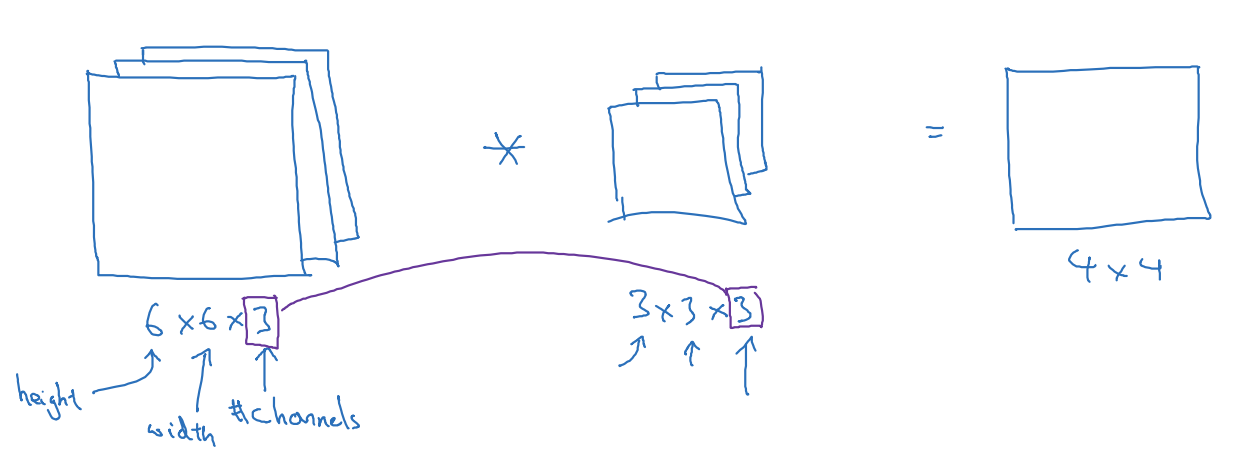 * =
4 x 4
6 x 6 x 3 3 x 3 x 3
height
width #channels